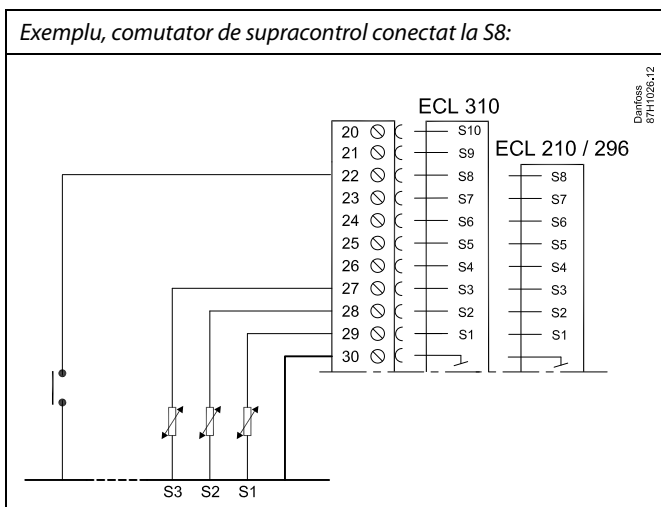 Exemplu, comutator de supracontrol conectat la S8:
Danfoss
87H1026.12
ECL 310
ECL 210 / 296
20 S10
21 S9
22 S8 S8
23 S7 S7
24 S6 S6
25 S5 S5
26 S4 S4
27 S3 S3
28 S2 S2
29 S1 S1
30
S3 S2 S1